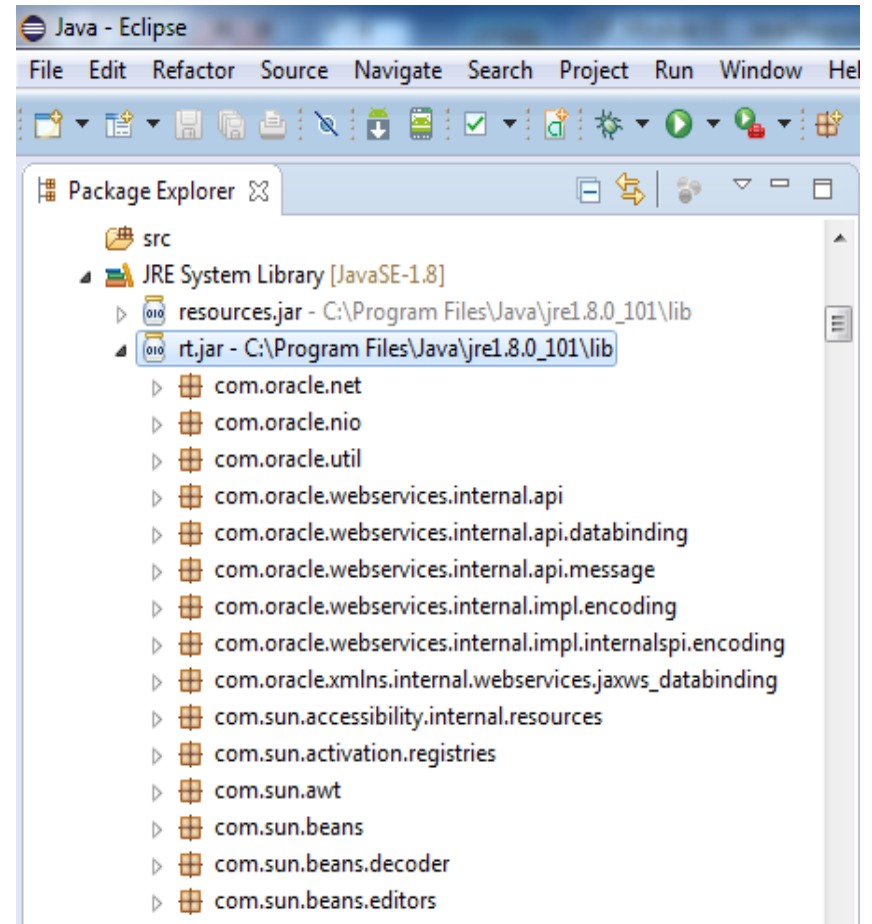 Java - Eclipse
File Edit Refactor Source Navigate Search Project Run Window Hel
Package Explorer
src
JRE System Library [JavaSE-1.8]
resources.jar - C:\Program Files\Java\jre1.8.0_101\lib
rt.jar - C:\Program Files\Java\jre1.8.0_101\lib
com.oracle.net
com.oracle.nio
com.oracle.util
com.oracle.webservices.internal.api
com.oracle.webservices.internal.api.databinding
com.oracle.webservices.internal.api.message
com.oracle.webservices.internal.impl.encoding
com.oracle.webservices.internal.impl.internalspi.encoding
com.oracle.xmlns.internal.webservices.jaxws_databinding
com.sun.accessibility.internal.resources
com.sun.activation.registries
com.sun.awt
com.sun.beans
com.sun.beans.decoder
com.sun.beans.editors